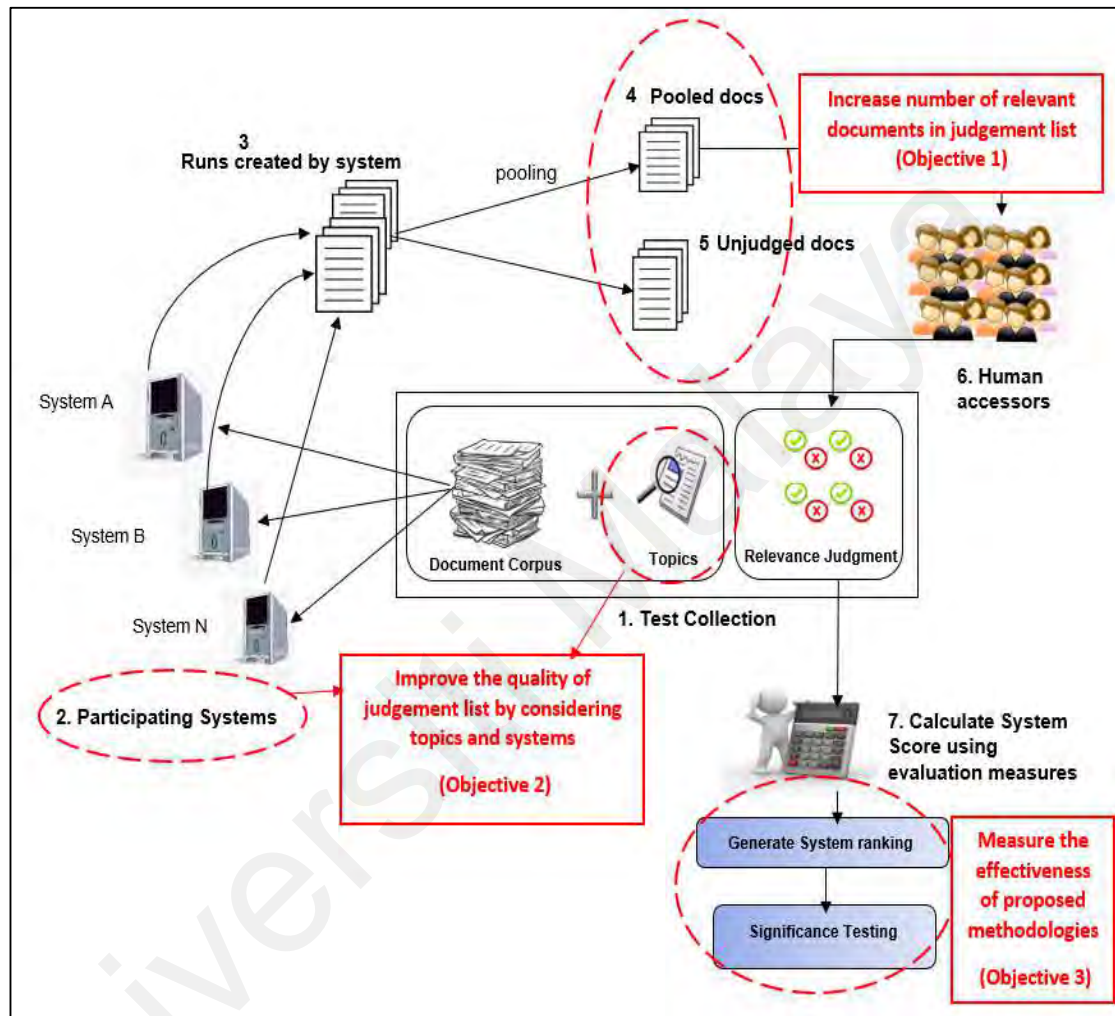 4 Pooled docs
Increase number of relevant
documents in judgement list
(Objective 1)
3
Runs created by system
pooling
5 Unjudged docs
6. Human
accessors
System A
System B
System N
Document Corpus
Topics
Relevance Judgment
1. Test Collection
2. Participating Systems
Improve the quality of
judgement list by considering
topics and systems
(Objective 2)
7. Calculate System
Score using
evaluation measures
Generate System ranking
Significance Testing
Measure the
effectiveness
of proposed
methodologies
(Objective 3)
iversiti Malaya